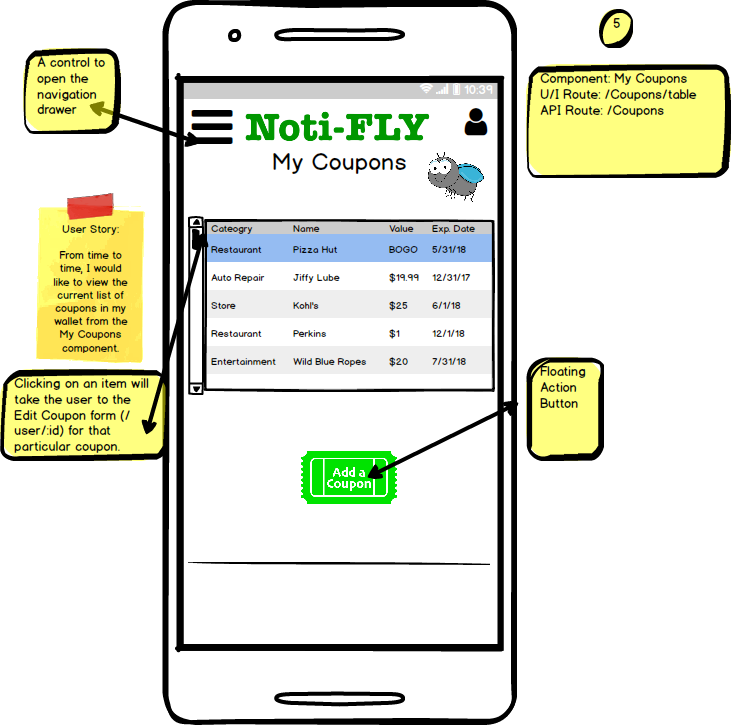 5
A control to
open the
navigation
drawer
Component: My Coupons
U/I Route: /Coupons/table
API Route: /Coupons
10:39
Noti-FLY
My Coupons
User Story:
From time to
time, I would
like to view the
current list of
coupons in my
wallet from the
My Coupons
component.
Cateogry Name Value Exp. Date
Restaurant Pizza Hut BOGO 5/31/18
Auto Repair Jiffy Lube $19.99 12/31/17
Store Kohl's $25 6/1/18
Restaurant Perkins $1 12/1/18
Entertainment Wild Blue Ropes $20 7/31/18
Clicking on an item will
take the user to the
Edit Coupon form (/
user/:id) for that
particular coupon.
Floating
Action
Button
Add a
Coupon